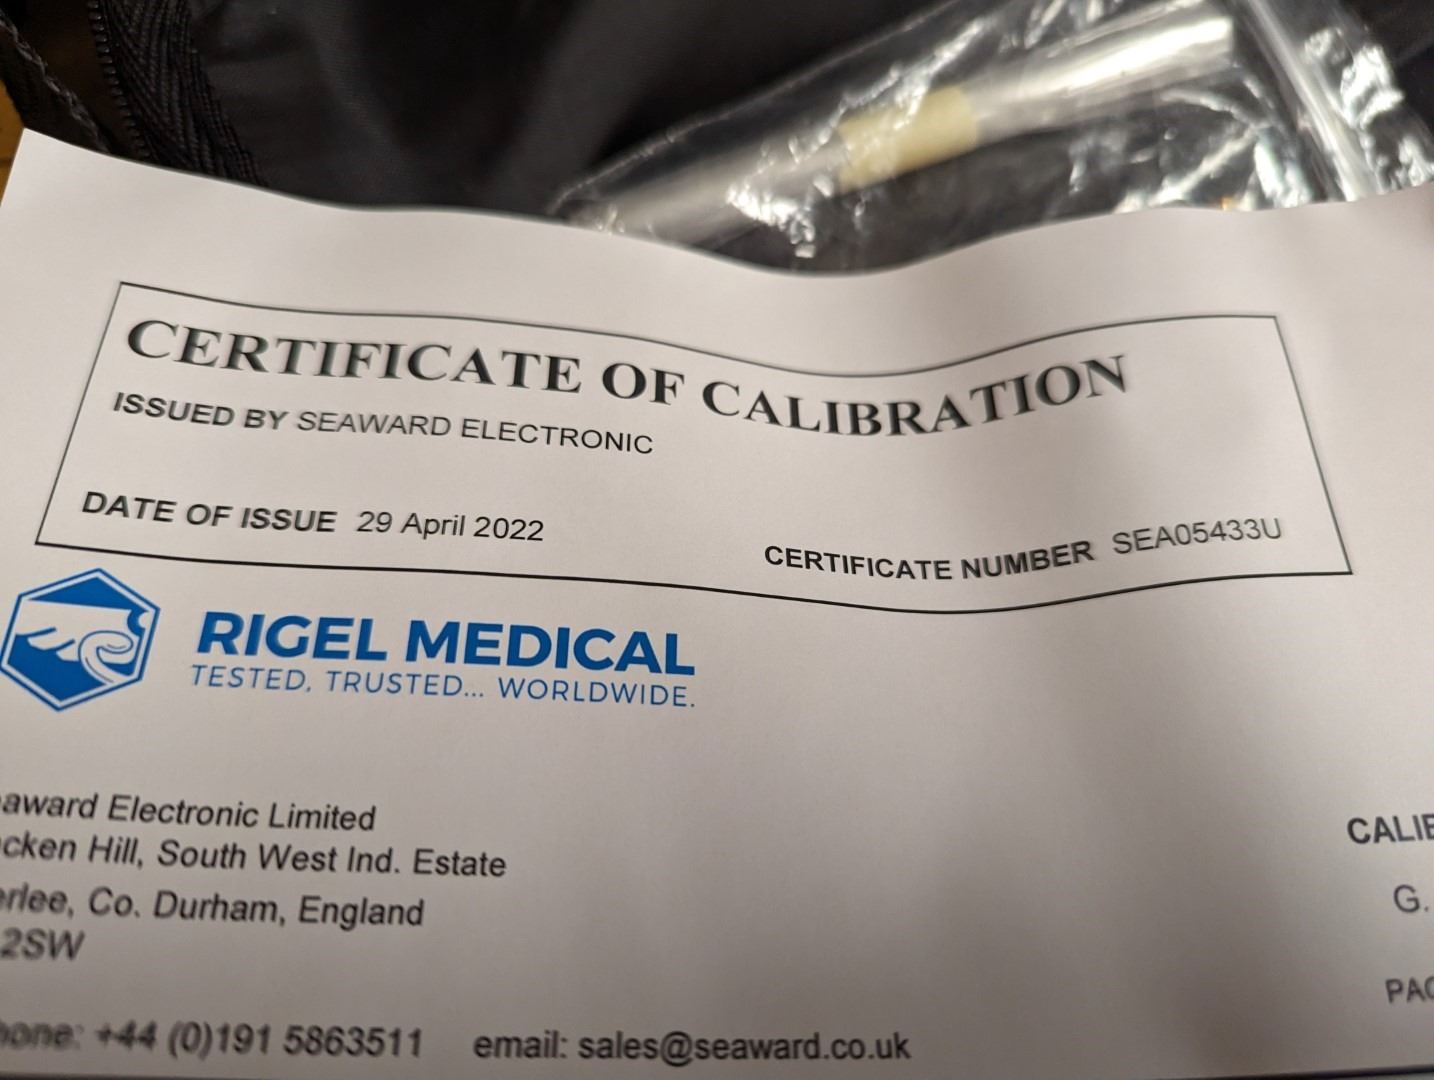 CERTIFICATE OF CALIBRATION
ISSUED BY SEAWARD ELECTRONIC
DATE OF ISSUE 29 April 2022
CERTIFICATE NUMBER SEA05433U
RIGEL MEDICAL
TESTED, TRUSTED... WORLDWIDE.
award Electronic Limited
cken Hill, South West Ind. Estate
erlee, Co. Durham, England
2SW
CALIB
G.
PAG
hone: +44 (0)191 5863511 email: sales@seaward.co.uk